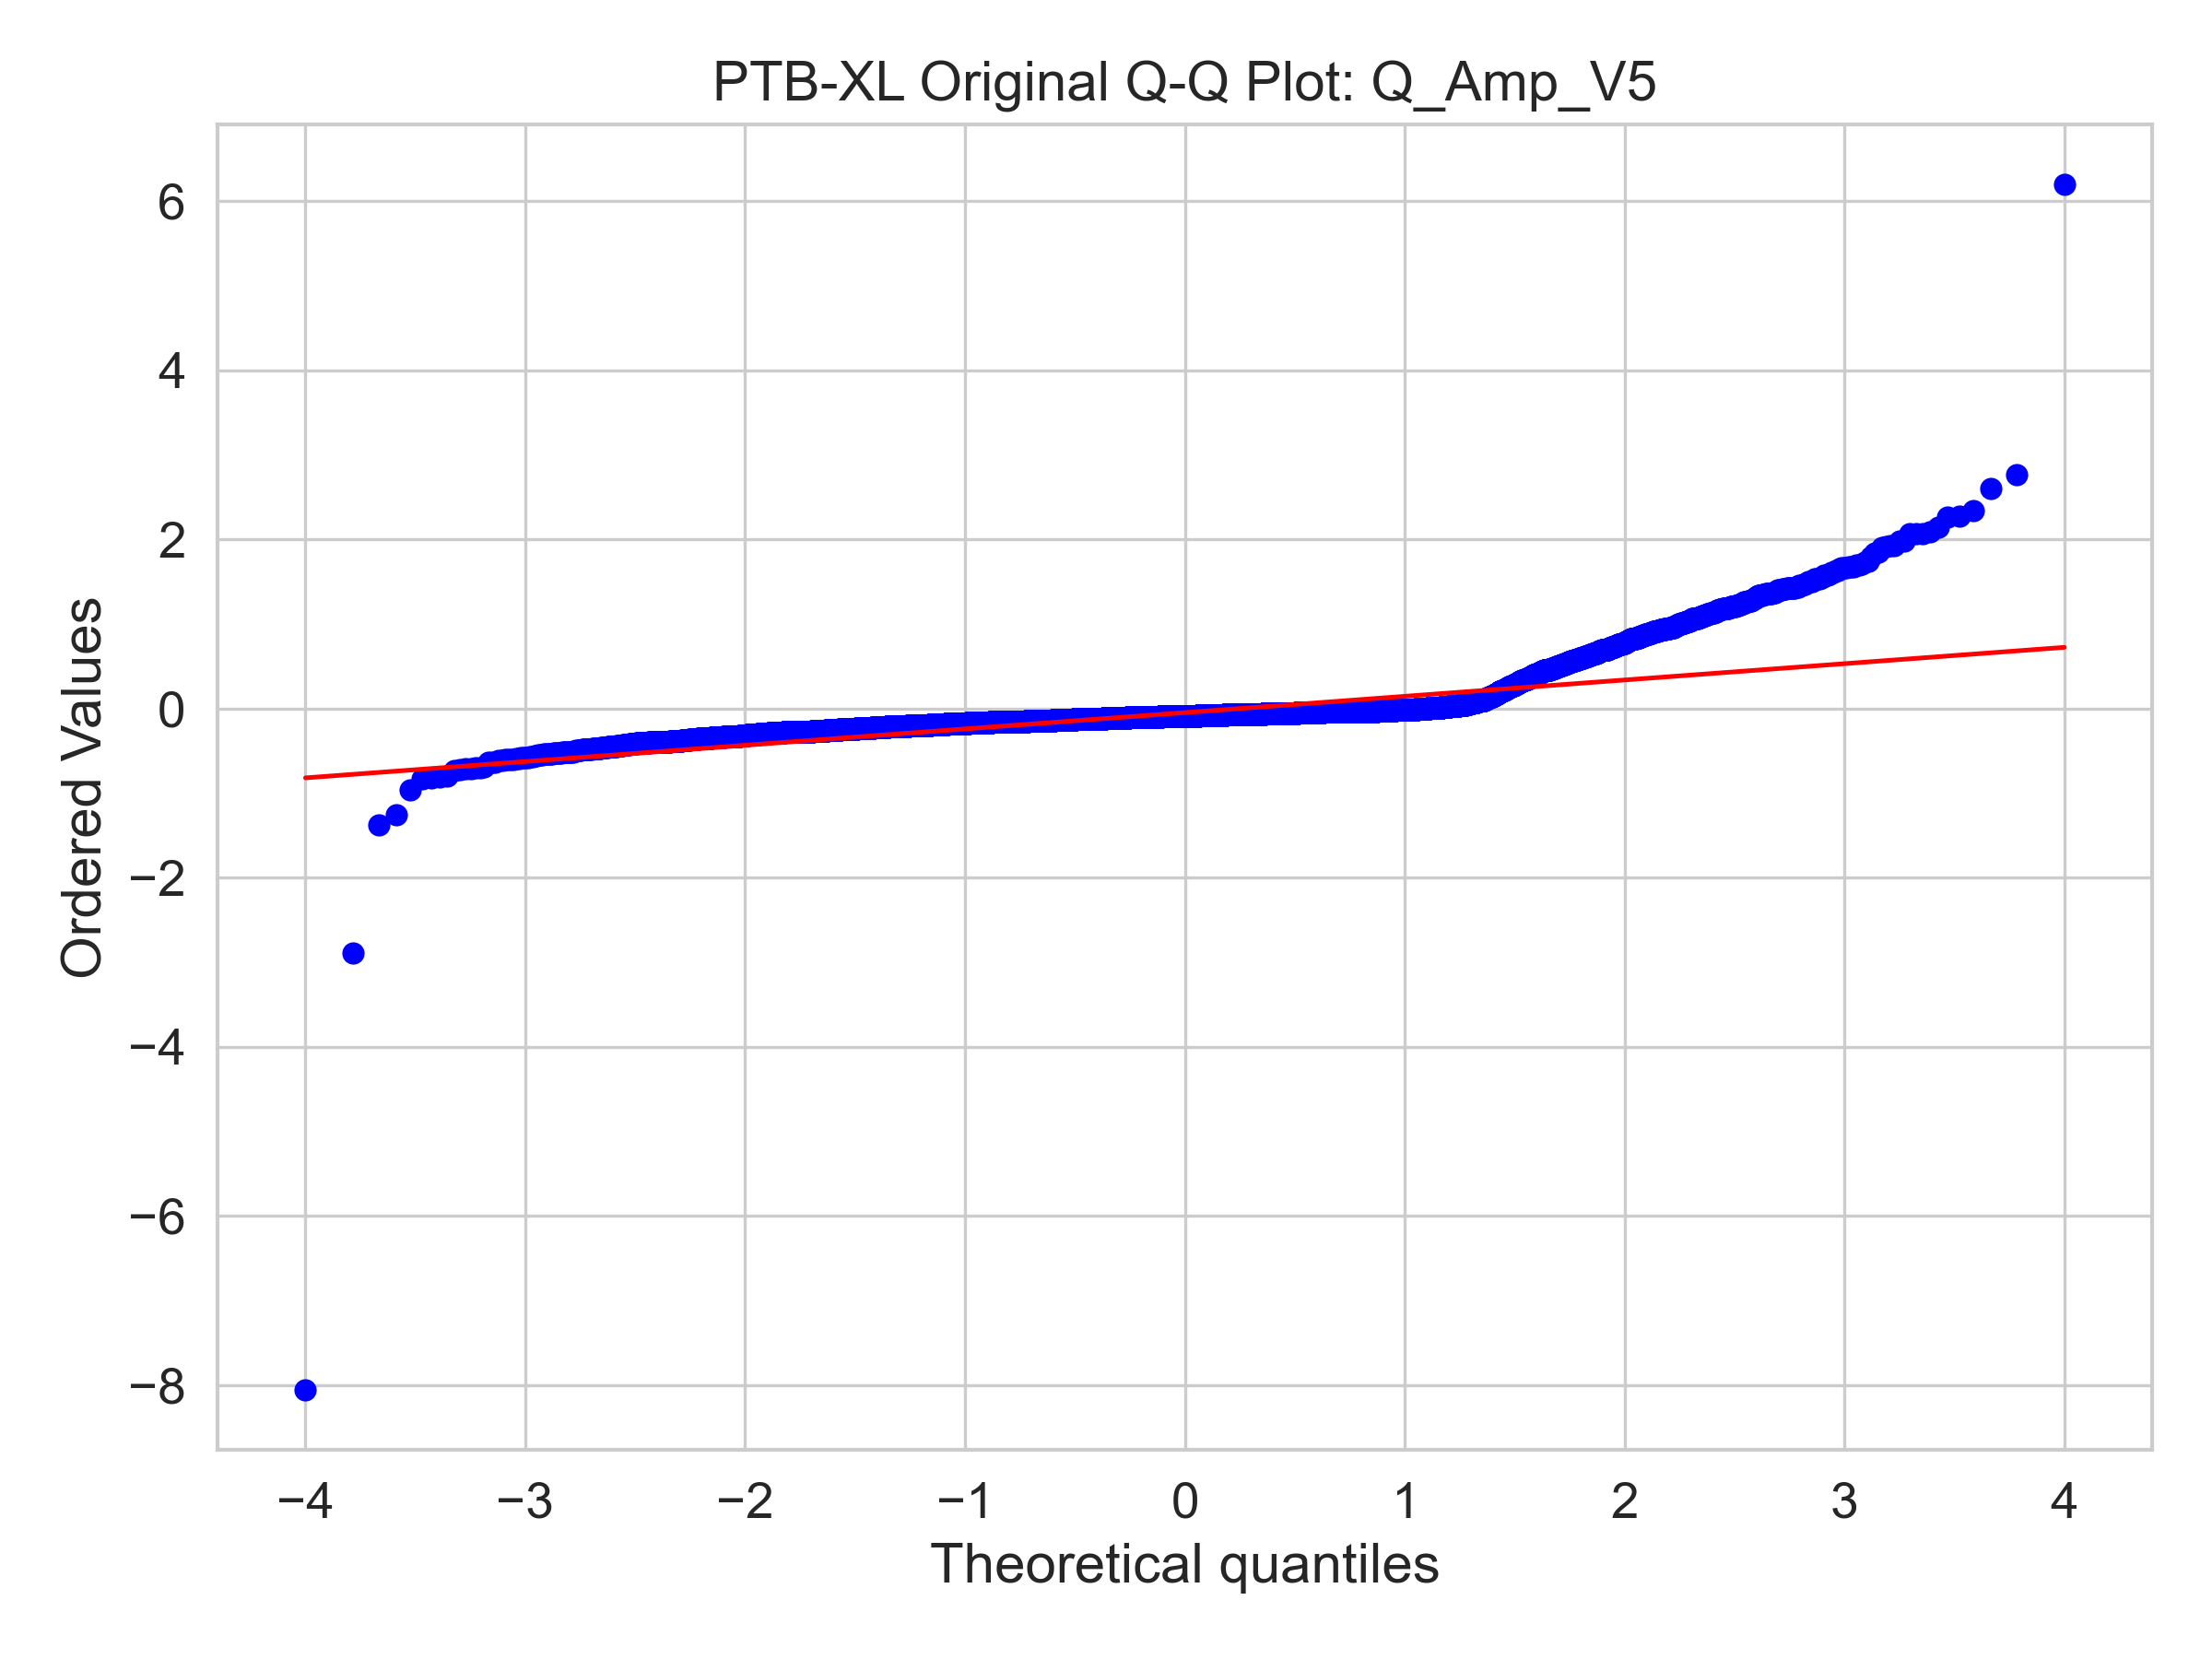 PTB-XL Original Q-Q Plot: Q_Amp_V5
6
4
2
0
−2
−4
−6
−8
Ordered Values
−4 −3 −2 −1 0 1 2 3 4
Theoretical quantiles